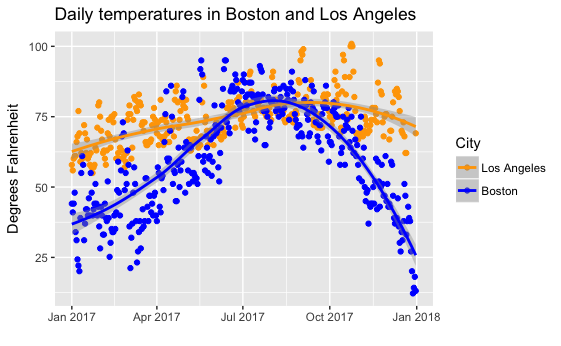 Daily temperatures in Boston and Los Angeles
100
75
50
25
Degrees Fahrenheit
Jan 2017
Apr 2017
Jul 2017
Oct 2017
Jan 2018
City
Los Angeles
Boston